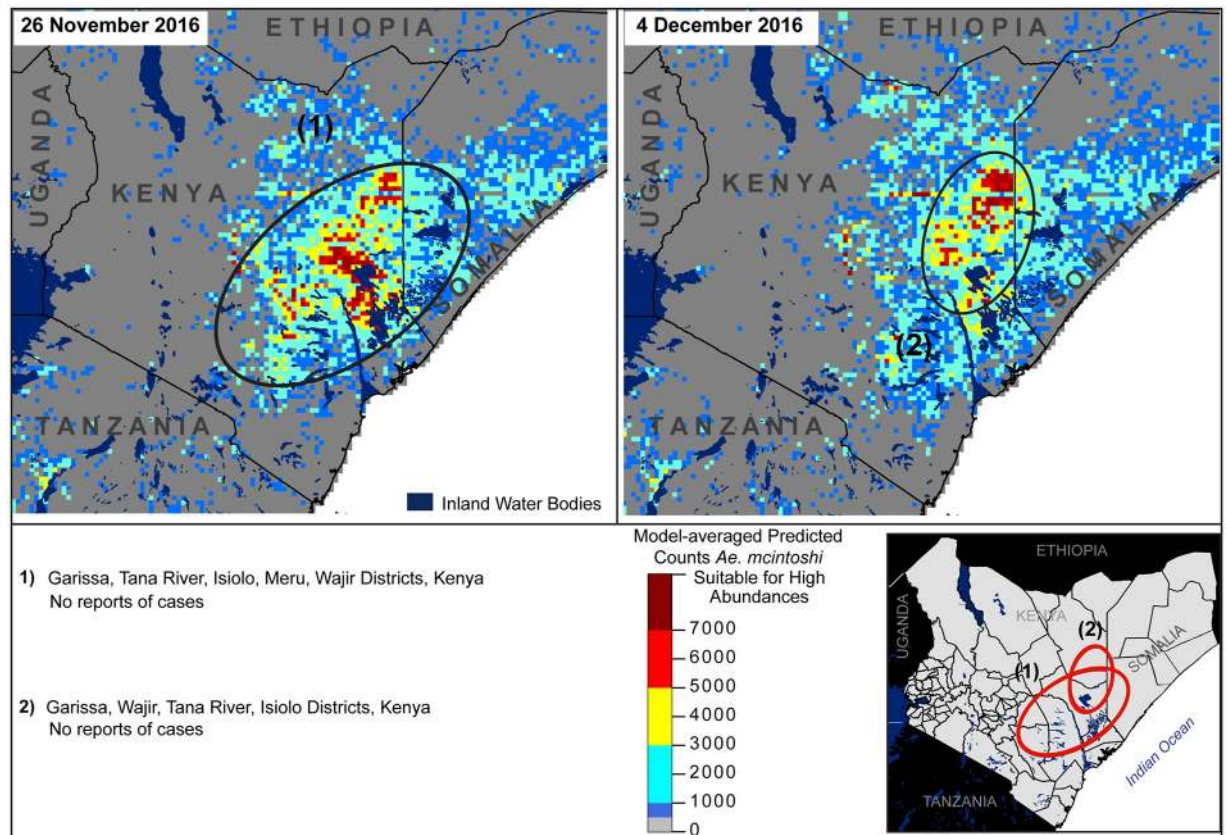 26 November 2016
ETHIOPIA
UGANDA
(1)
KENYA
SOMALIA
TANZANIA
Inland Water Bodies
4 December 2016
ETHIOPIA
UGANDA
KENYA
SOMALIA
(2)
TANZANIA
1) Garissa, Tana River, Isiolo, Meru, Wajir Districts, Kenya
No reports of cases
2) Garissa, Wajir, Tana River, Isiolo Districts, Kenya
No reports of cases
Model-averaged Predicted
Counts Ae. mcintoshi
Suitable for High
Abundances
7000
6000
5000
4000
3000
2000
1000
0
ETHIOPIA
UGANDA
KENYA
(2)
SOMALIA
(1)
Indian Ocean
TANZANIA